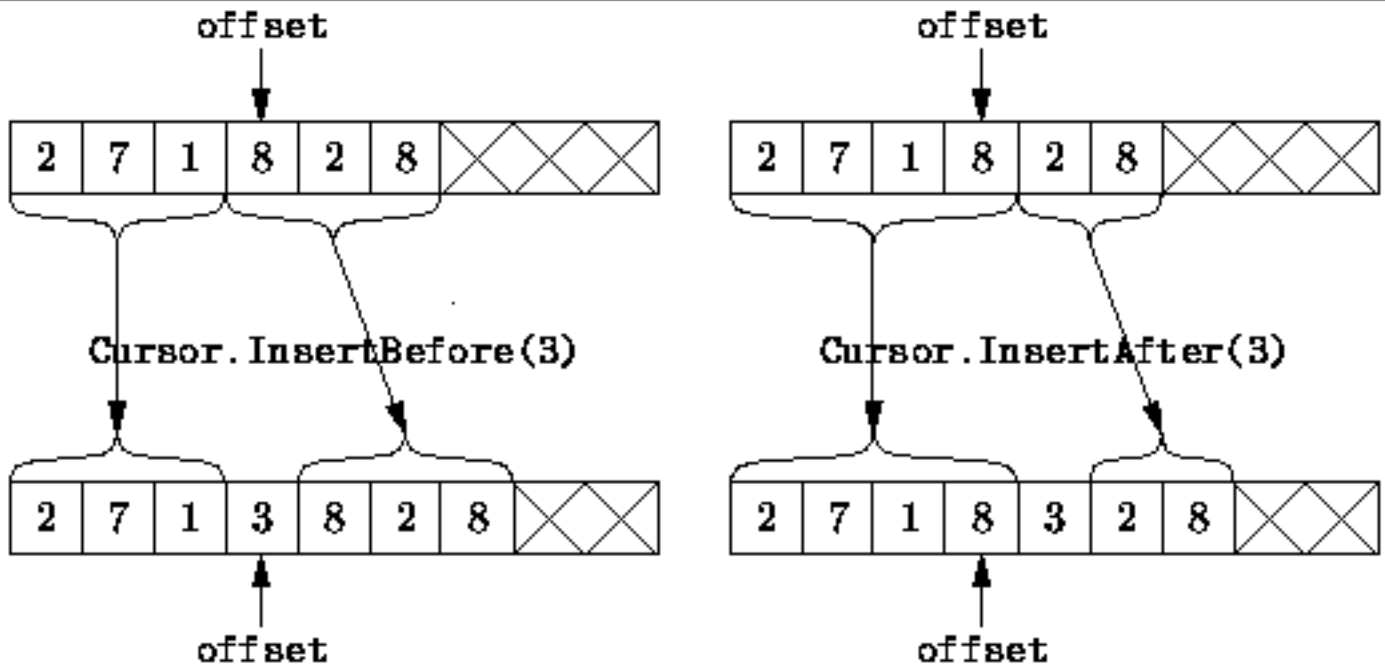 offset offset
2 7 1 8 2 8 2 7 1 8 2 8
Cursor.InsertBefore(3) Cursor.InsertAfter(3)
2 7 1 3 8 2 8 2 7 1 8 3 2 8
offset offset